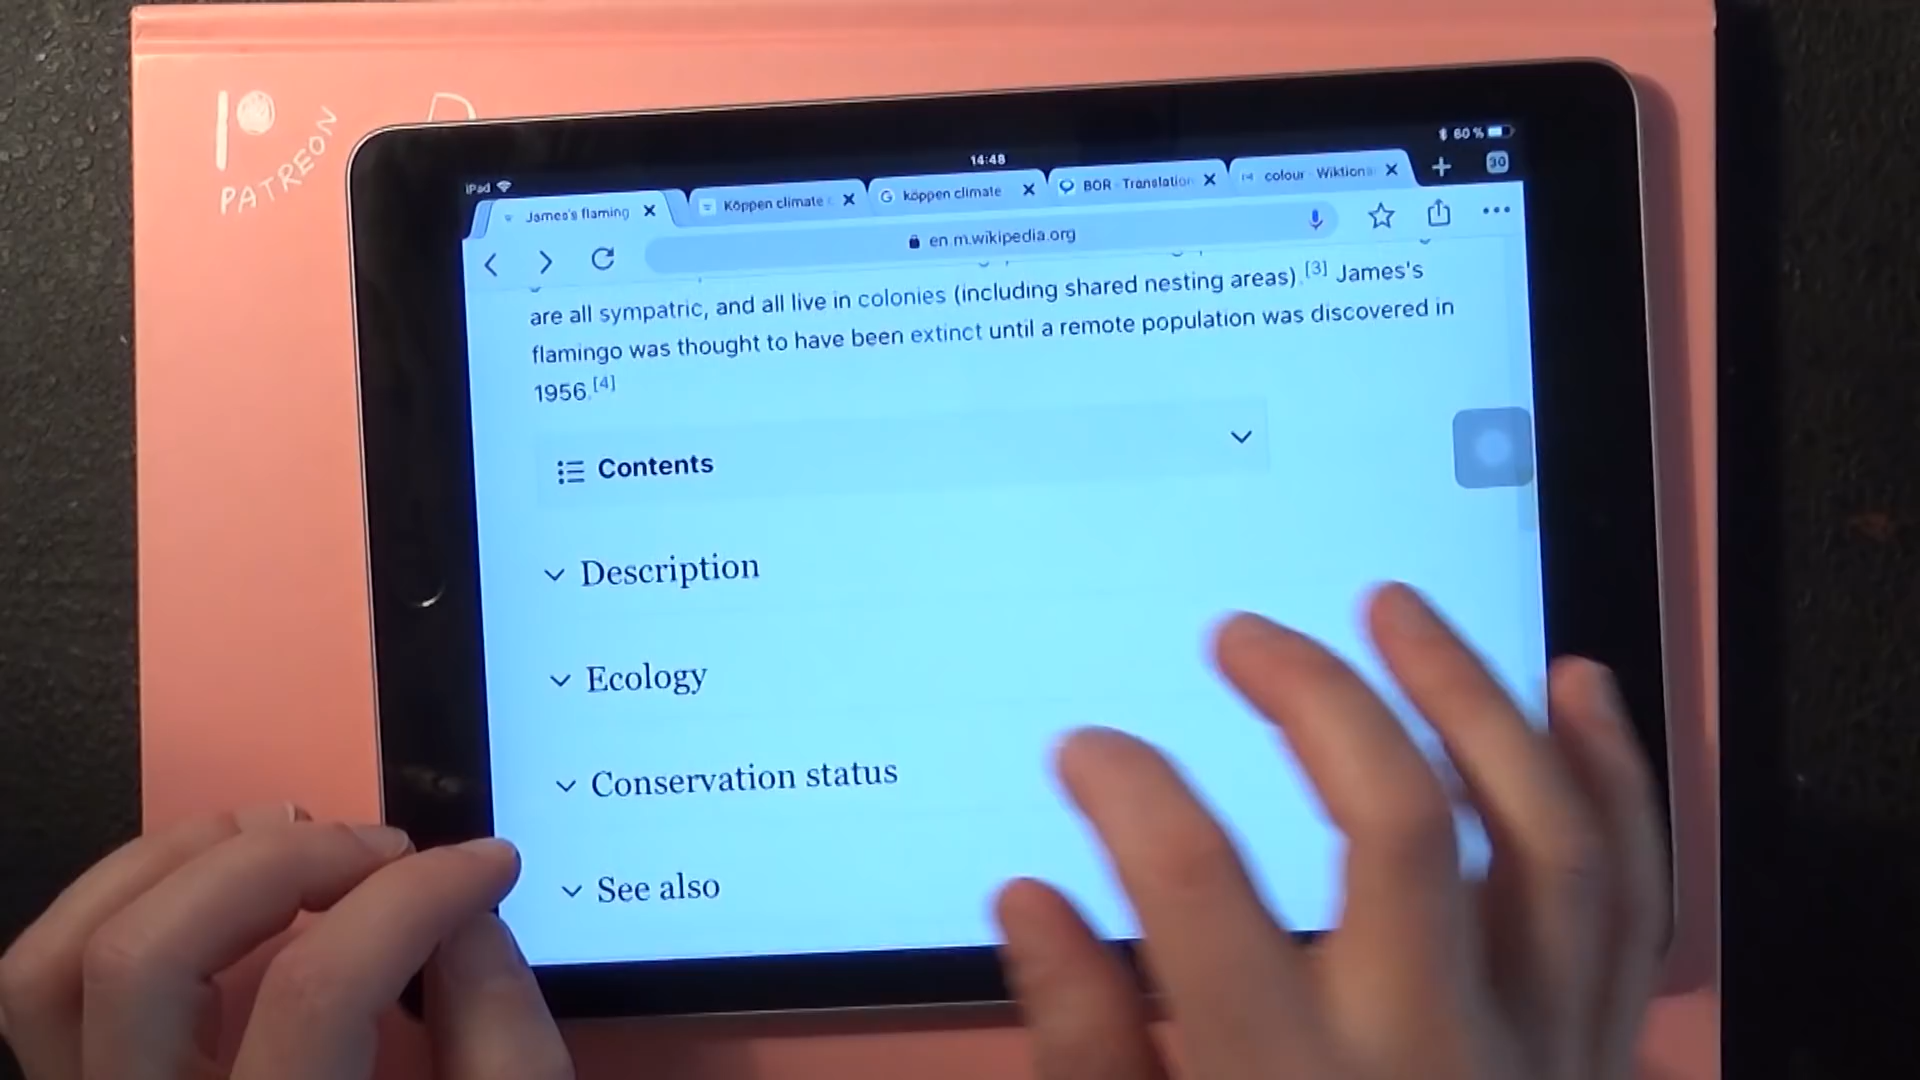 PATREON
iPad
14:48
60 %
James's flaming
Köppen climate
köppen climate
BOR - Translation
colour - Wiktiona
30
en.m.wikipedia.org
are all sympatric, and all live in colonies (including shared nesting areas).[3] James's
flamingo was thought to have been extinct until a remote population was discovered in
1956.[4]
Contents
Description
Ecology
Conservation status
See also